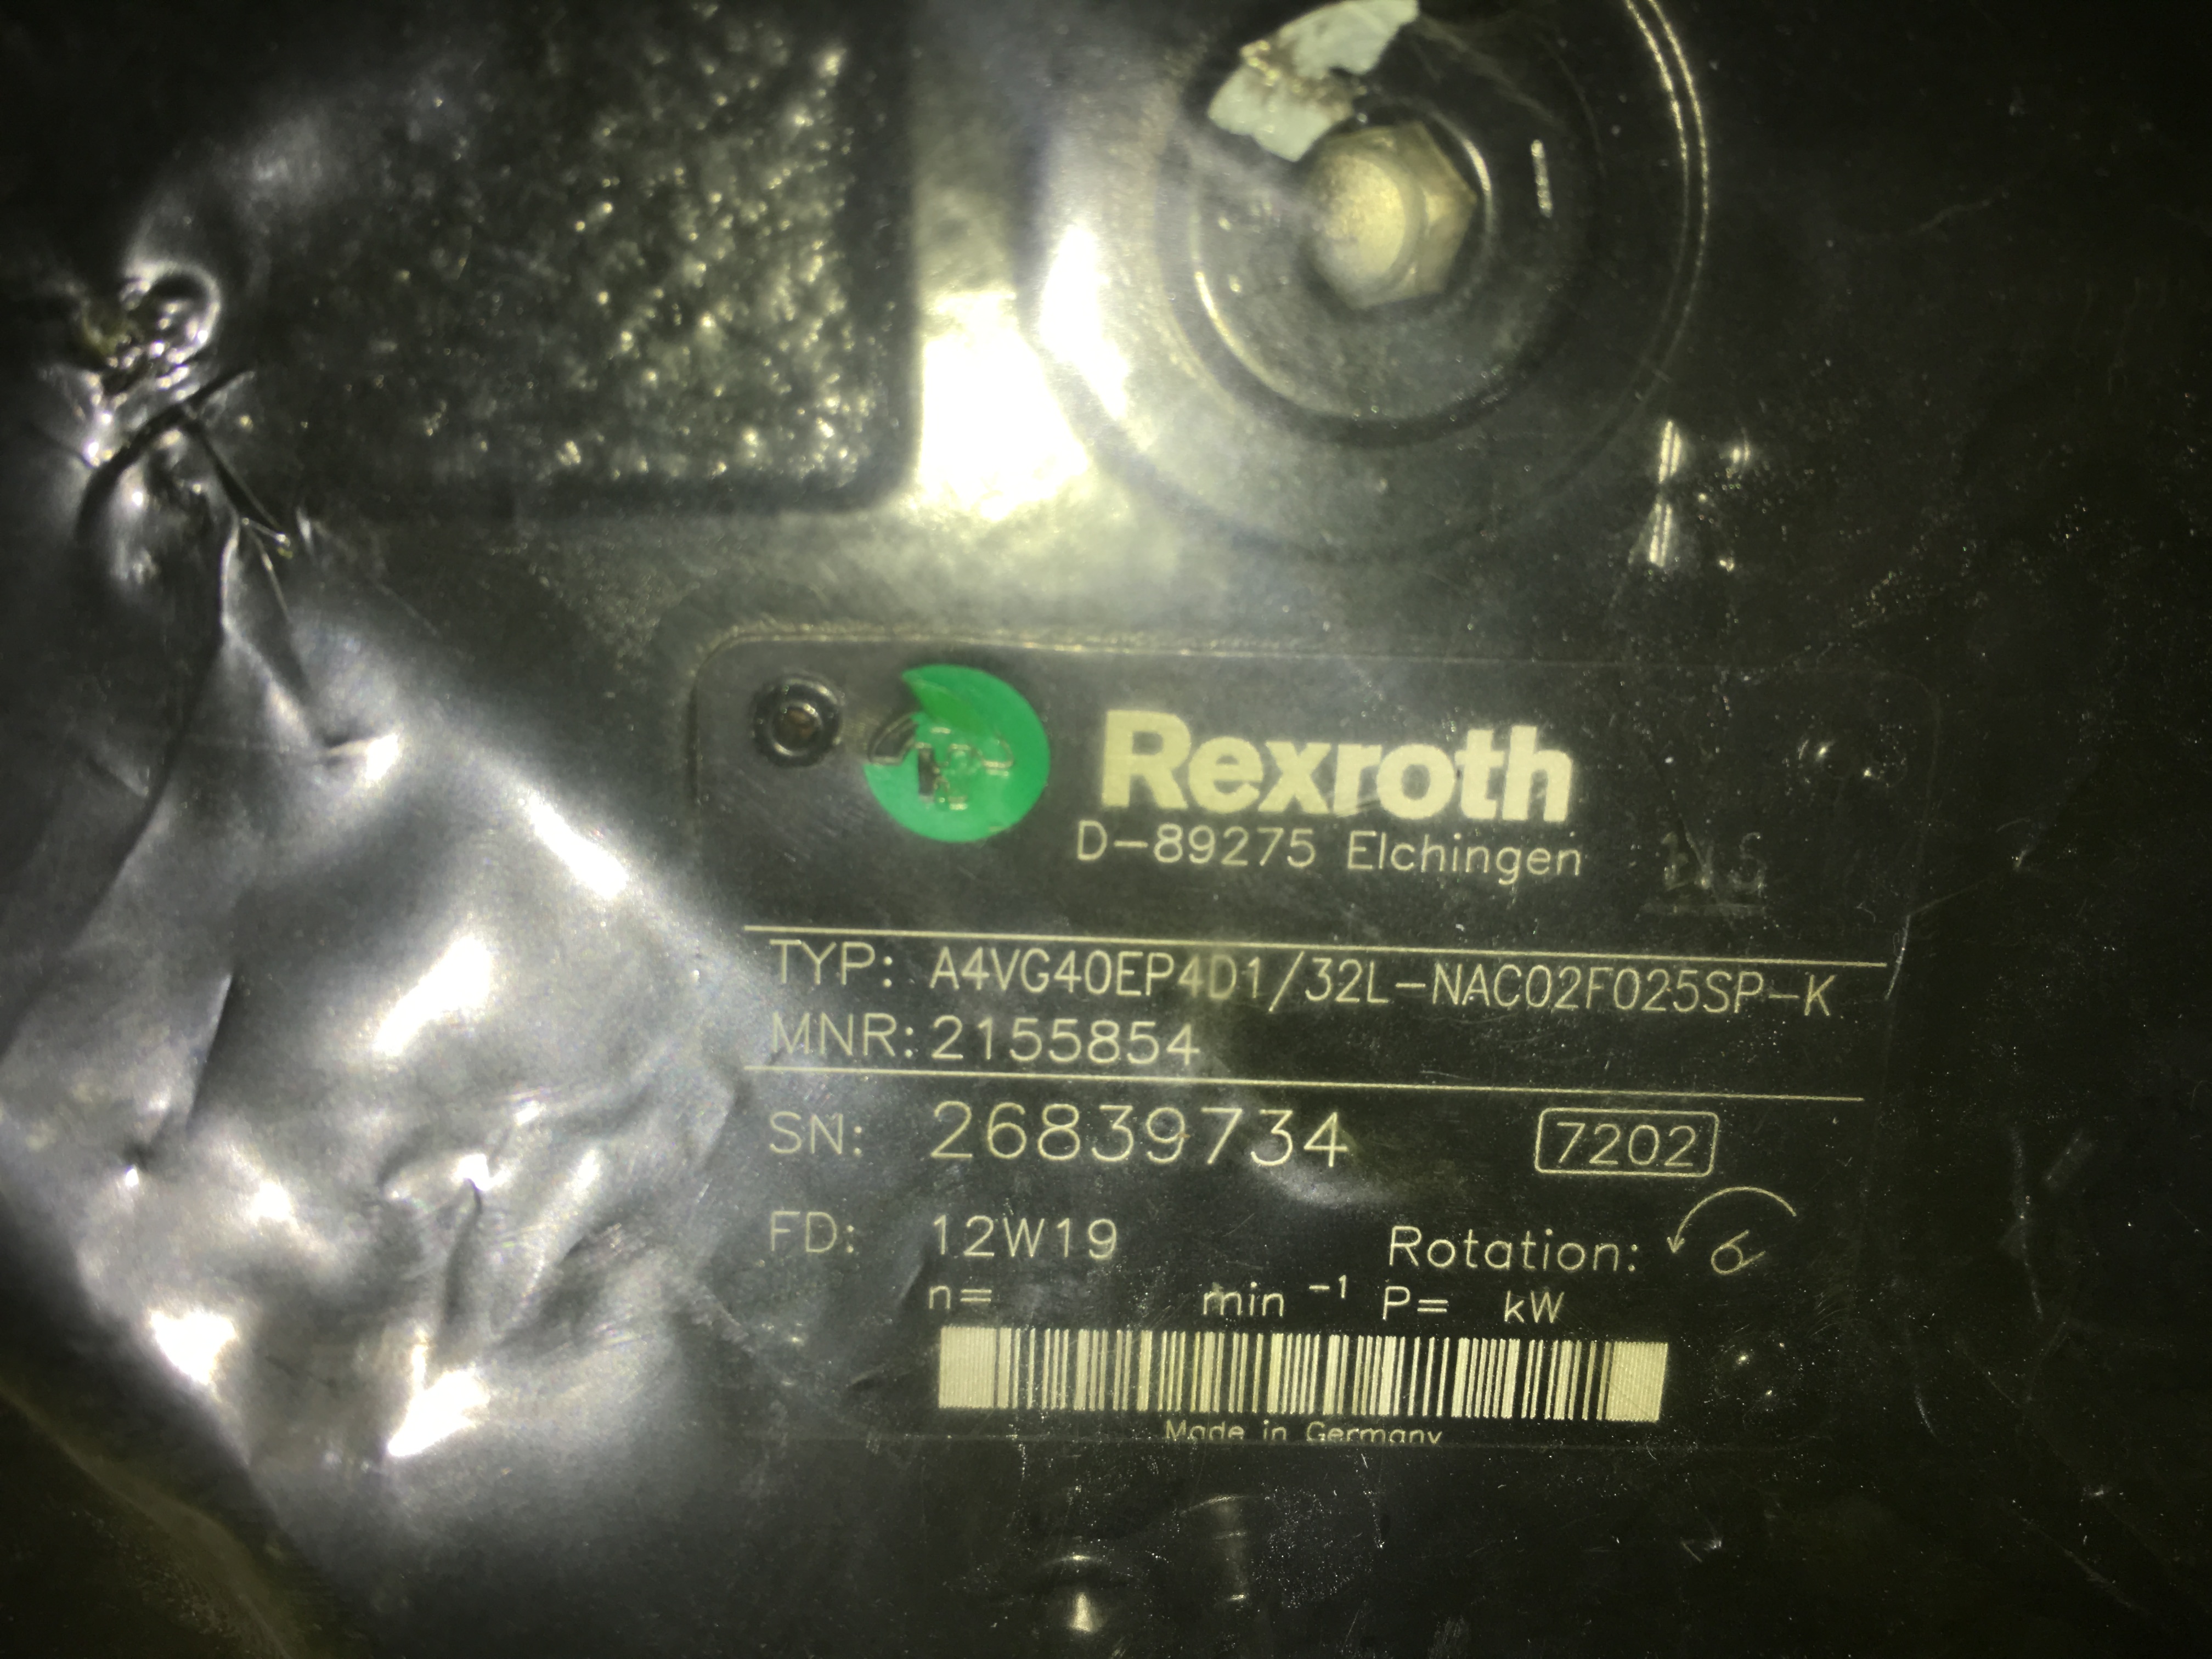 Rexroth
D-89275 Elchingen
TYP: A4VG40EP4D1/32L-NAC02F025SP-K
MNR: 2155854
SN: 26839734 7202
FD: 12W19 Rotation:
n= min -1 P= kW
Made in Germany